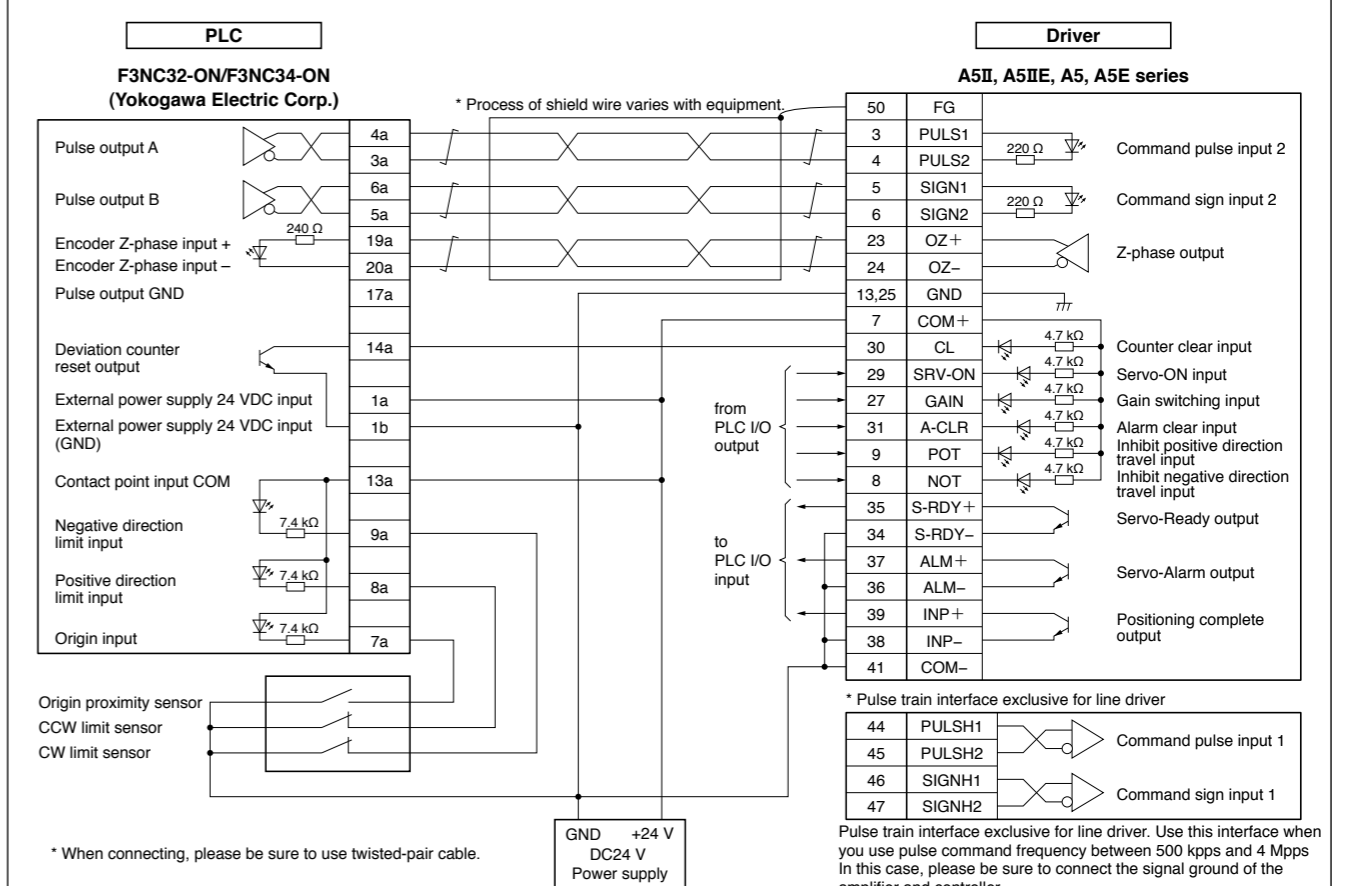 PLC
Driver
F3NC32-ON/F3NC34-ON
(Yokogawa Electric Corp.)
A5II, A5IIE, A5, A5E series
* Process of shield wire varies with equipment.
Pulse output A
4a
3a
Pulse output B
6a
5a
240 Ω
Encoder Z-phase input +
19a
Encoder Z-phase input −
20a
Pulse output GND
17a
Deviation counter
reset output
14a
External power supply 24 VDC input
1a
External power supply 24 VDC input
(GND)
1b
Contact point input COM
13a
Negative direction
limit input
7.4 kΩ
9a
Positive direction
limit input
7.4 kΩ
8a
Origin input
7.4 kΩ
7a
Origin proximity sensor
CCW limit sensor
CW limit sensor
* When connecting, please be sure to use twisted-pair cable.
GND +24 V
DC24 V
Power supply
from
PLC I/O
output
to
PLC I/O
input
50 FG
3 PULS1
4 PULS2
220 Ω
Command pulse input 2
5 SIGN1
6 SIGN2
220 Ω
Command sign input 2
23 OZ+
24 OZ−
Z-phase output
13,25 GND
7 COM+
30 CL 4.7 kΩ Counter clear input
29 SRV-ON 4.7 kΩ Servo-ON input
27 GAIN 4.7 kΩ Gain switching input
31 A-CLR 4.7 kΩ Alarm clear input
9 POT 4.7 kΩ Inhibit positive direction
travel input
8 NOT 4.7 kΩ Inhibit negative direction
travel input
35 S-RDY+
34 S-RDY−
Servo-Ready output
37 ALM+
36 ALM−
Servo-Alarm output
39 INP+
38 INP−
Positioning complete
output
41 COM−
* Pulse train interface exclusive for line driver
44 PULSH1
45 PULSH2
Command pulse input 1
46 SIGNH1
47 SIGNH2
Command sign input 1
Pulse train interface exclusive for line driver. Use this interface when
you use pulse command frequency between 500 kpps and 4 Mpps
In this case, please be sure to connect the signal ground of the
amplifier and controller